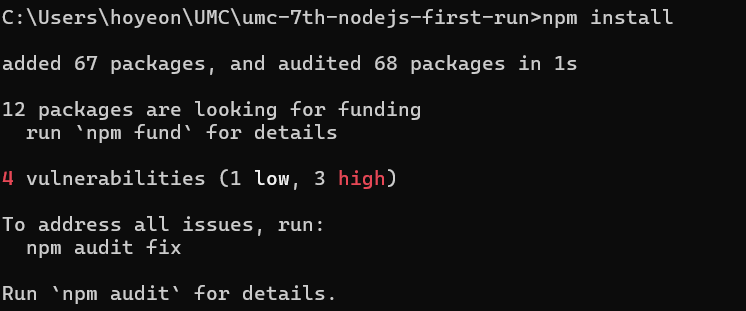 C:\Users\hoyeon\UMC\umc-7th-nodejs-first-run>npm install
added 67 packages, and audited 68 packages in 1s
12 packages are looking for funding
  run `npm fund` for details
4 vulnerabilities (1 low, 3 high)
To address all issues, run:
  npm audit fix
Run `npm audit` for details.